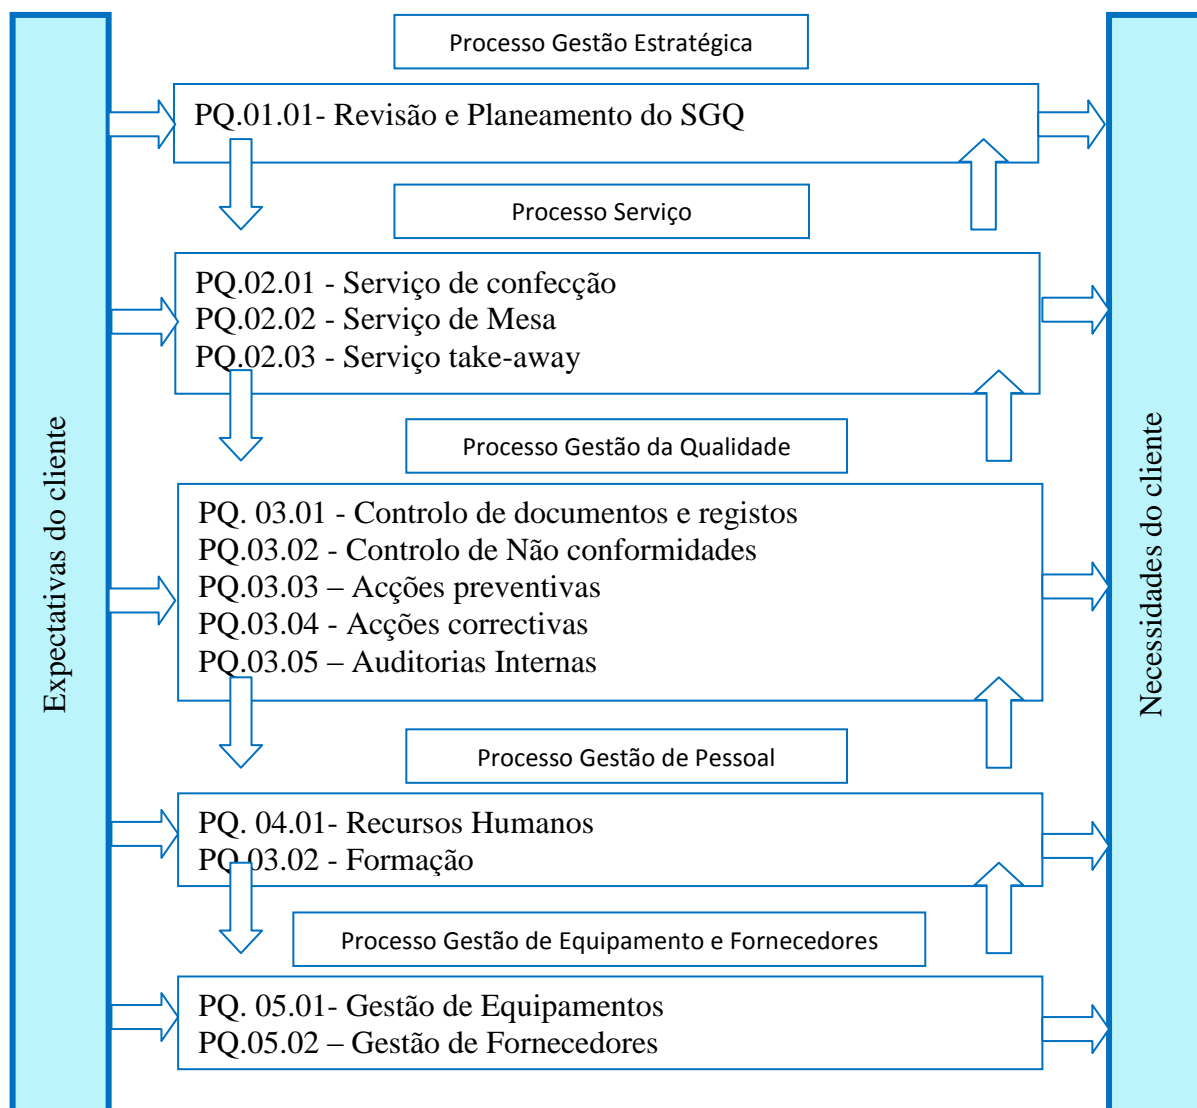 Processo Gestão Estratégica
PQ.01.01- Revisão e Planeamento do SGQ
Processo Serviço
PQ.02.01 - Serviço de confecção
PQ.02.02 - Serviço de Mesa
PQ.02.03 - Serviço take-away
Processo Gestão da Qualidade
PQ. 03.01 - Controlo de documentos e registos
PQ.03.02 - Controlo de Não conformidades
PQ.03.03 – Acções preventivas
PQ.03.04 - Acções correctivas
PQ.03.05 – Auditorias Internas
Processo Gestão de Pessoal
PQ. 04.01- Recursos Humanos
PQ.03.02 - Formação
Processo Gestão de Equipamento e Fornecedores
PQ. 05.01- Gestão de Equipamentos
PQ.05.02 – Gestão de Fornecedores
Expectativas do cliente
Necessidades do cliente